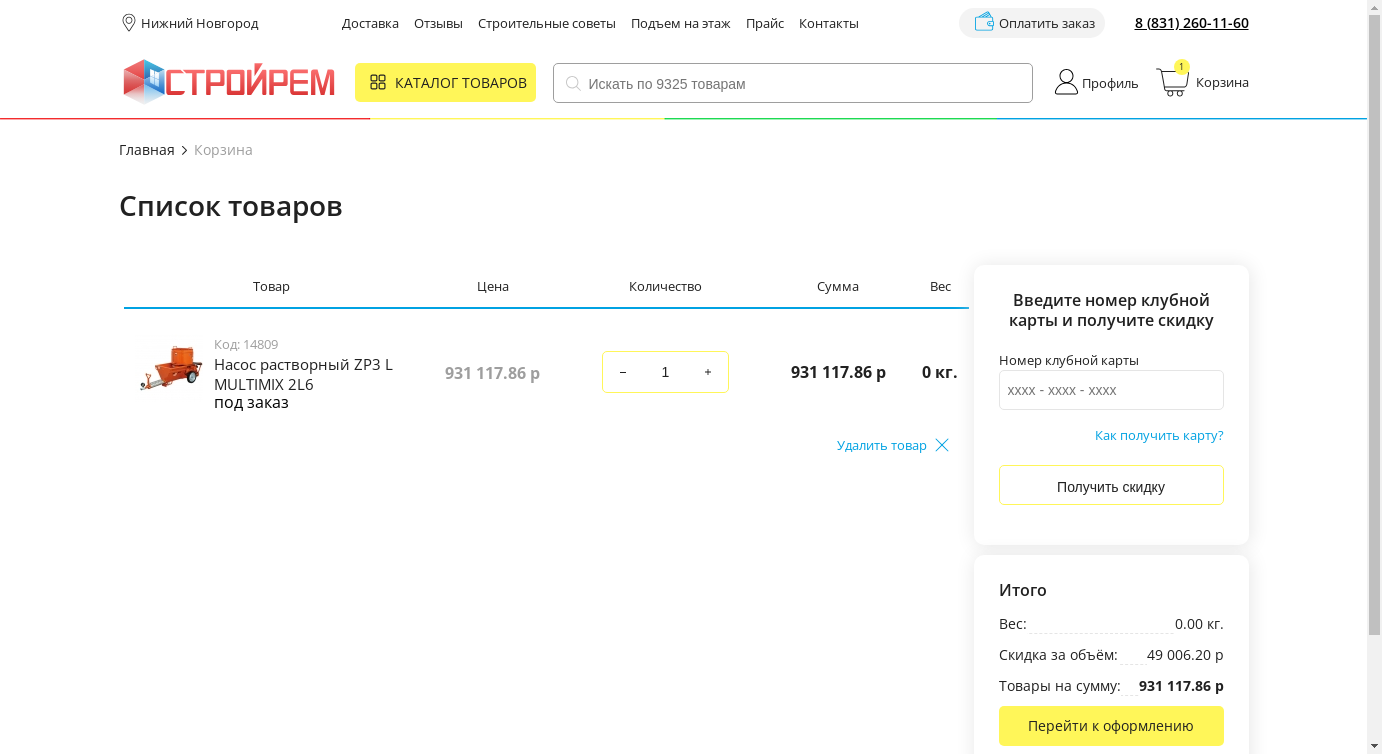 Нижний Новгород
Доставка Отзывы Строительные советы Подъем на этаж Прайс Контакты
Оплатить заказ
8 (831) 260-11-60
СТРОЙРЕМ
КАТАЛОГ ТОВАРОВ
Искать по 9325 товарам
Профиль
1
Корзина
Главная Корзина
Список товаров
Товар Цена Количество Сумма Вес
Код: 14809
Насос растворный ZP3 L
MULTIMIX 2L6
под заказ
931 117.86 р
− 1 +
931 117.86 р
0 кг.
Удалить товар
Введите номер клубной
карты и получите скидку
Номер клубной карты
xxxx - xxxx - xxxx
Как получить карту?
Получить скидку
Итого
Вес: 0.00 кг.
Скидка за объём: 49 006.20 р
Товары на сумму: 931 117.86 р
Перейти к оформлению